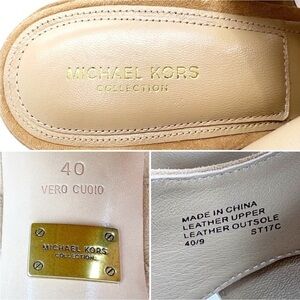 MICHAEL KORS
COLLECTION
40
VERO CUOIO
MICHAEL KORS
COLLECTION
MADE IN CHINA
LEATHER UPPER
LEATHER OUTSOLE
40/9 ST17C